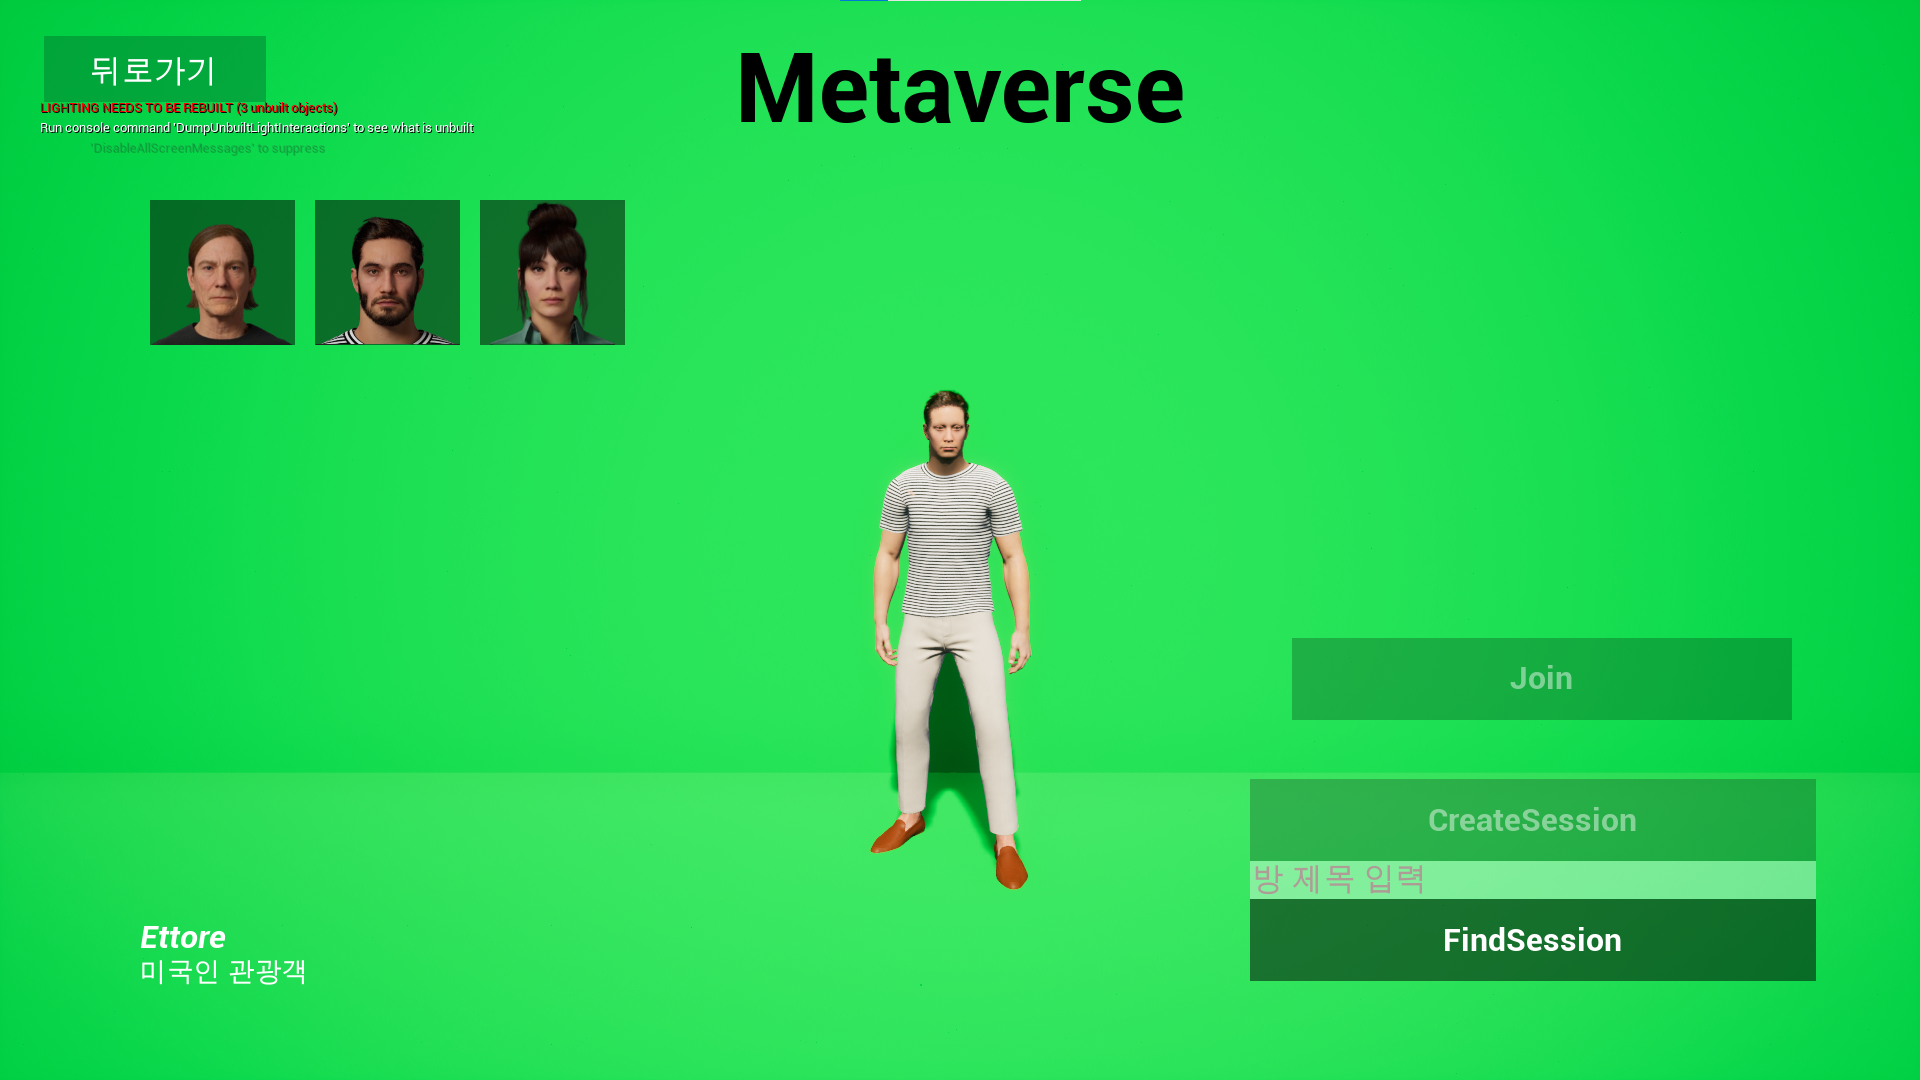 뒤로가기
Metaverse
LIGHTING NEEDS TO BE REBUILT (3 unbuilt objects)
Run console command 'DumpUnbuiltLightInteractions' to see what is unbuilt
'DisableAllScreenMessages' to suppress
Join
CreateSession
방 제목 입력
FindSession
Ettore
미국인 관광객